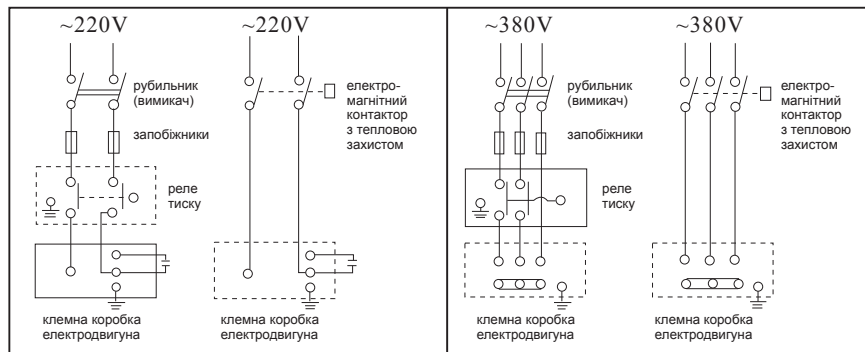 ~220V
~220V
рубильник
(вимикач)
запобіжники
електро-
магнітний
контактор
з тепловою
захистом
реле
тиску
клемна коробка
електродвигуна
клемна коробка
електродвигуна
~380V
~380V
рубильник
(вимикач)
запобіжники
електро-
магнітний
контактор
з тепловою
захистом
реле
тиску
клемна коробка
електродвигуна
клемна коробка
електродвигуна